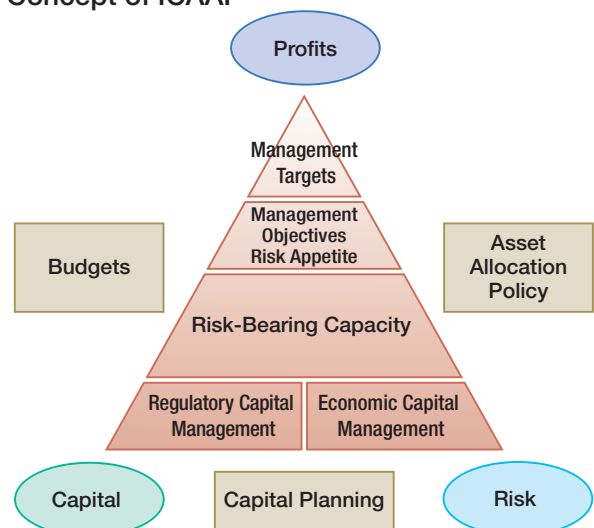 Profits
Management
Targets
Management
Objectives
Risk Appetite
Budgets
Asset
Allocation
Policy
Risk-Bearing Capacity
Regulatory Capital
Management
Economic Capital
Management
Capital
Capital Planning
Risk